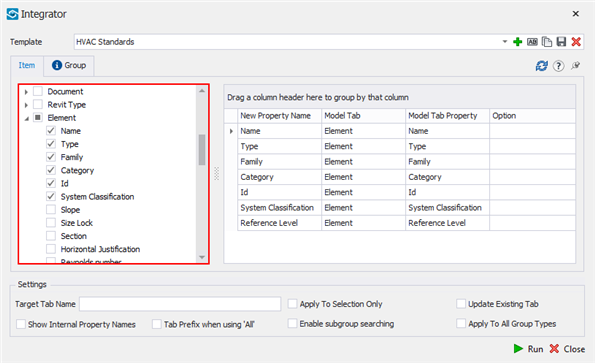 Integrator
Template
HVAC Standards
AB
Item
Group
Document
Revit Type
Element
Name
Type
Family
Category
Id
System Classification
Slope
Size Lock
Section
Horizontal Justification
Reynolds number
Drag a column header here to group by that column
New Property Name Model Tab Model Tab Property Option
Name Element Name
Type Element Type
Family Element Family
Category Element Category
Id Element Id
System Classification Element System Classification
Reference Level Element Reference Level
Settings
Target Tab Name
Apply To Selection Only
Update Existing Tab
Show Internal Property Names
Tab Prefix when using 'All'
Enable subgroup searching
Apply To All Group Types
Run
Close